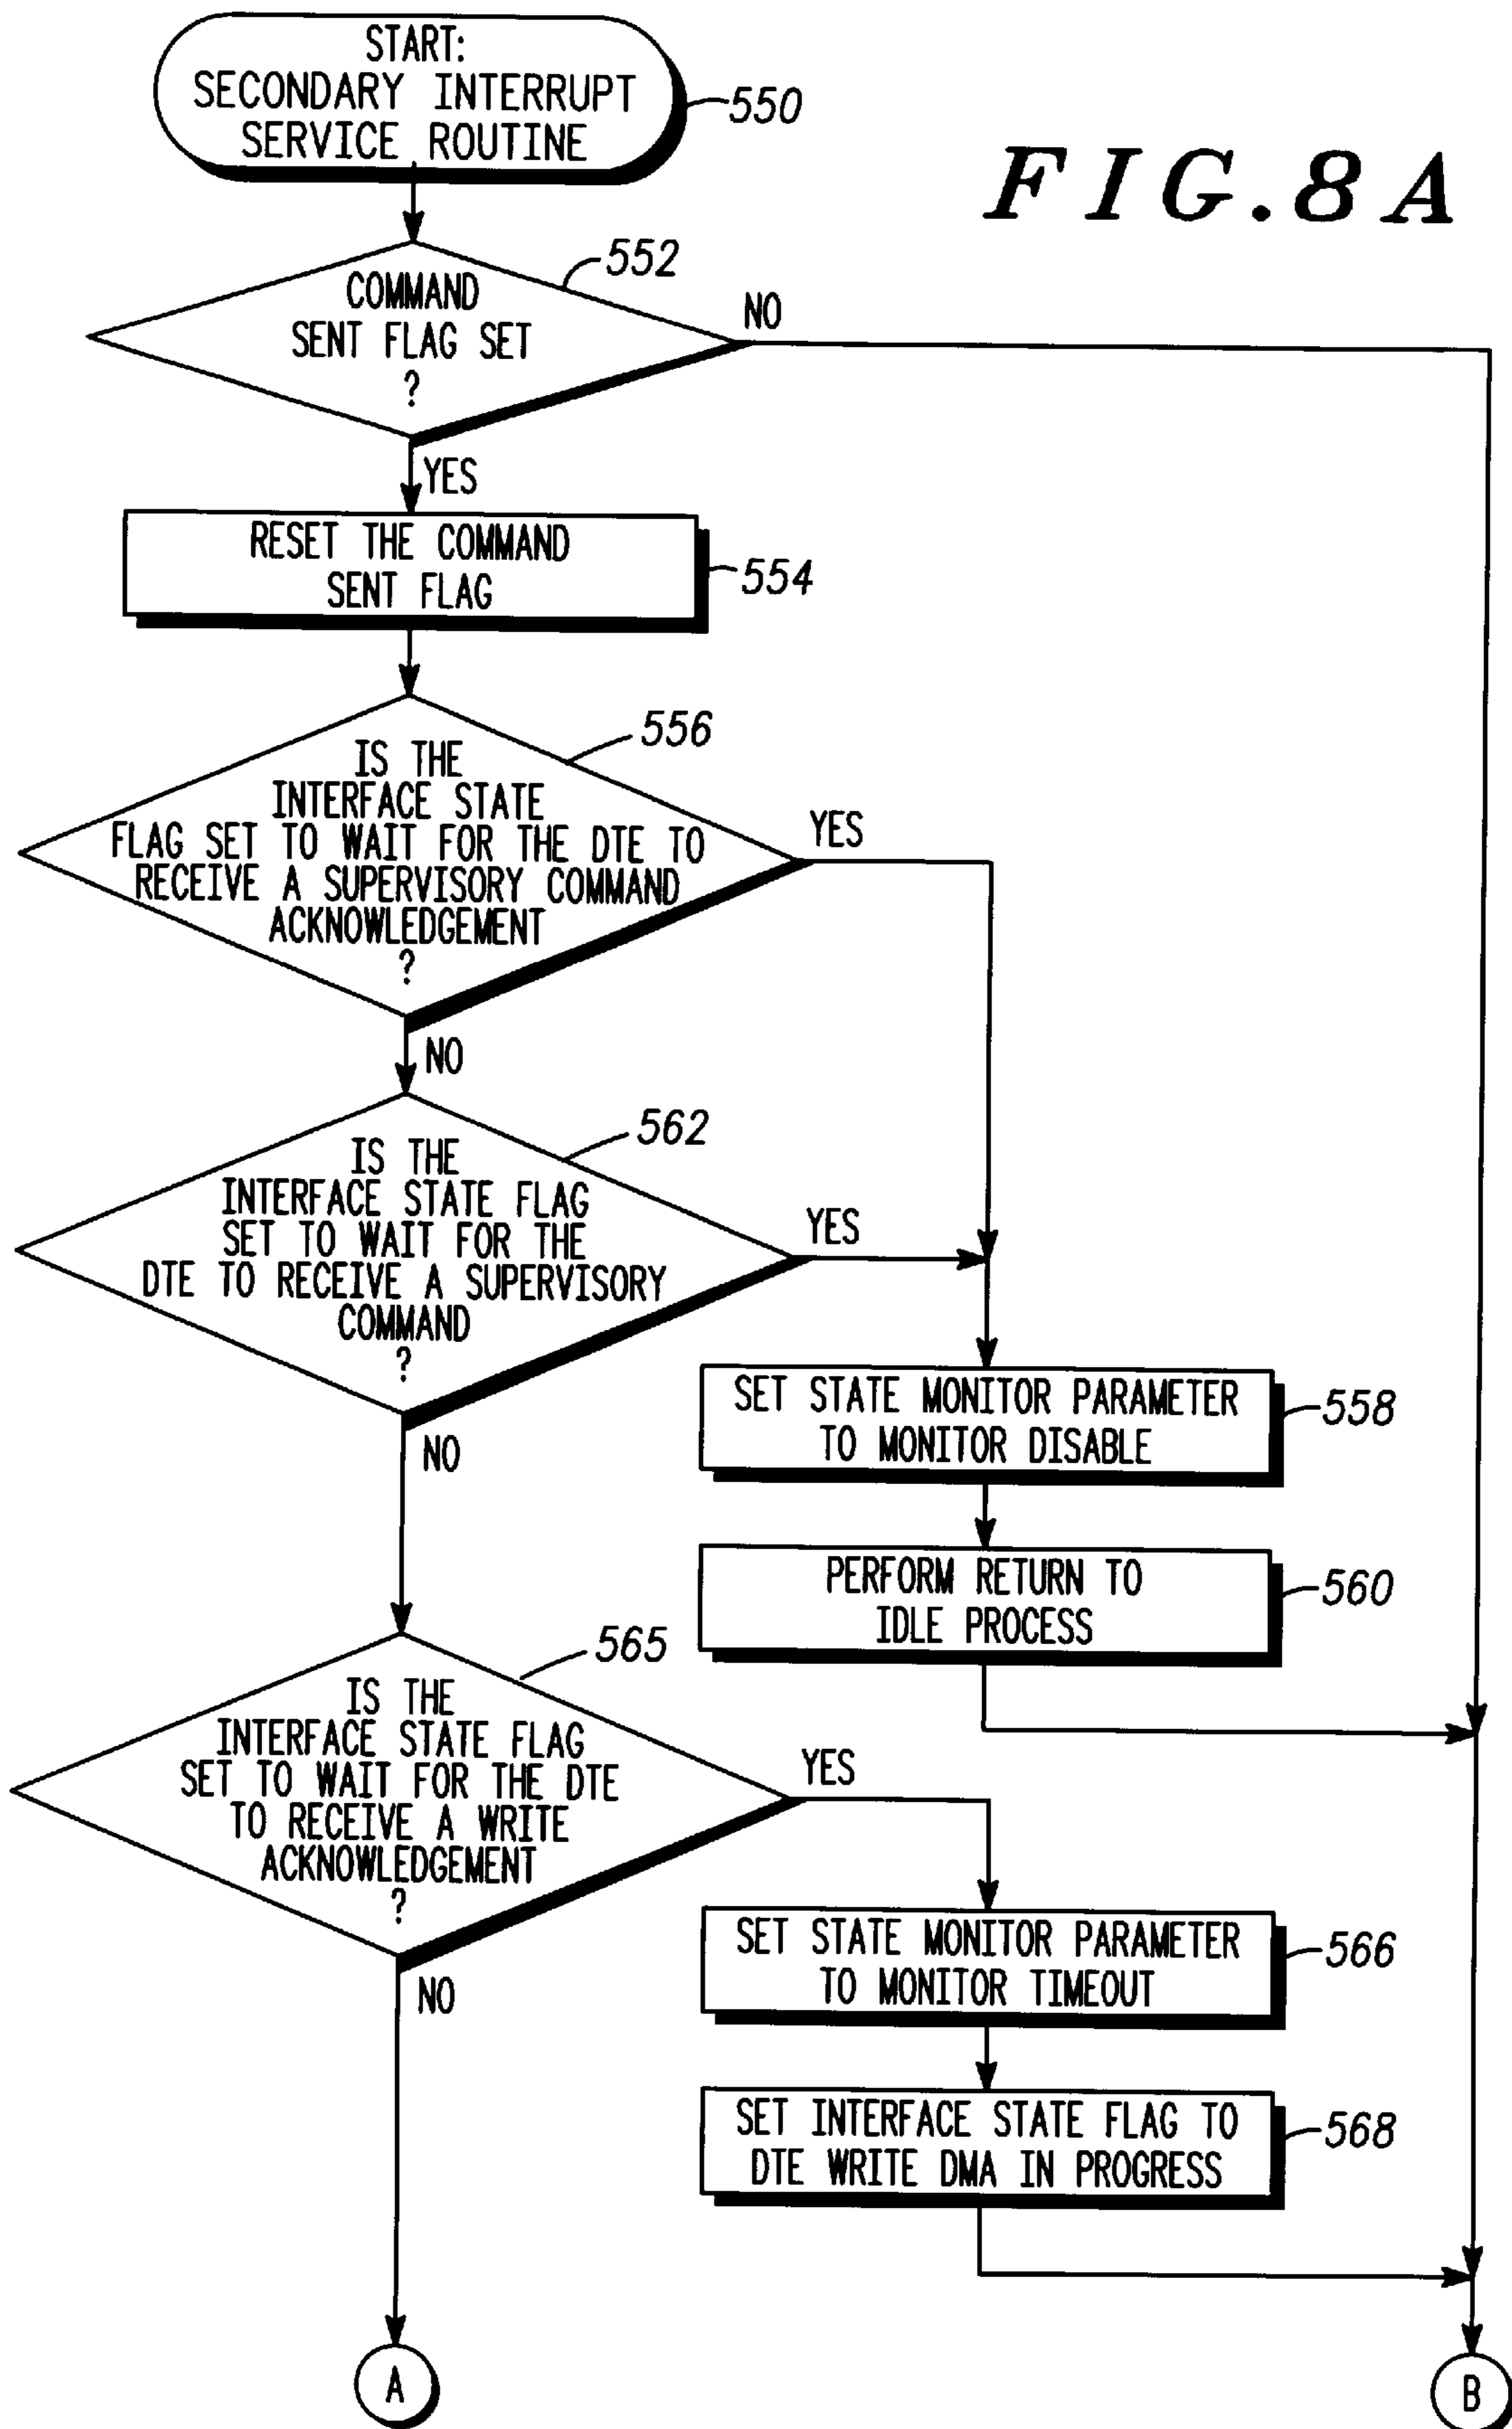 START:
SECONDARY INTERRUPT
SERVICE ROUTINE
550
FIG.8A
552
COMMAND
SENT FLAG SET
?
NO
YES
RESET THE COMMAND
SENT FLAG
554
556
IS THE
INTERFACE STATE
FLAG SET TO WAIT FOR THE DTE TO
RECEIVE A SUPERVISORY COMMAND
ACKNOWLEDGEMENT
?
YES
NO
562
IS THE
INTERFACE STATE FLAG
SET TO WAIT FOR THE
DTE TO RECEIVE A SUPERVISORY
COMMAND
?
YES
NO
SET STATE MONITOR PARAMETER
TO MONITOR DISABLE
558
PERFORM RETURN TO
IDLE PROCESS
560
565
IS THE
INTERFACE STATE FLAG
SET TO WAIT FOR THE DTE
TO RECEIVE A WRITE
ACKNOWLEDGEMENT
?
YES
NO
SET STATE MONITOR PARAMETER
TO MONITOR TIMEOUT
566
SET INTERFACE STATE FLAG TO
DTE WRITE DMA IN PROGRESS
568
A
B